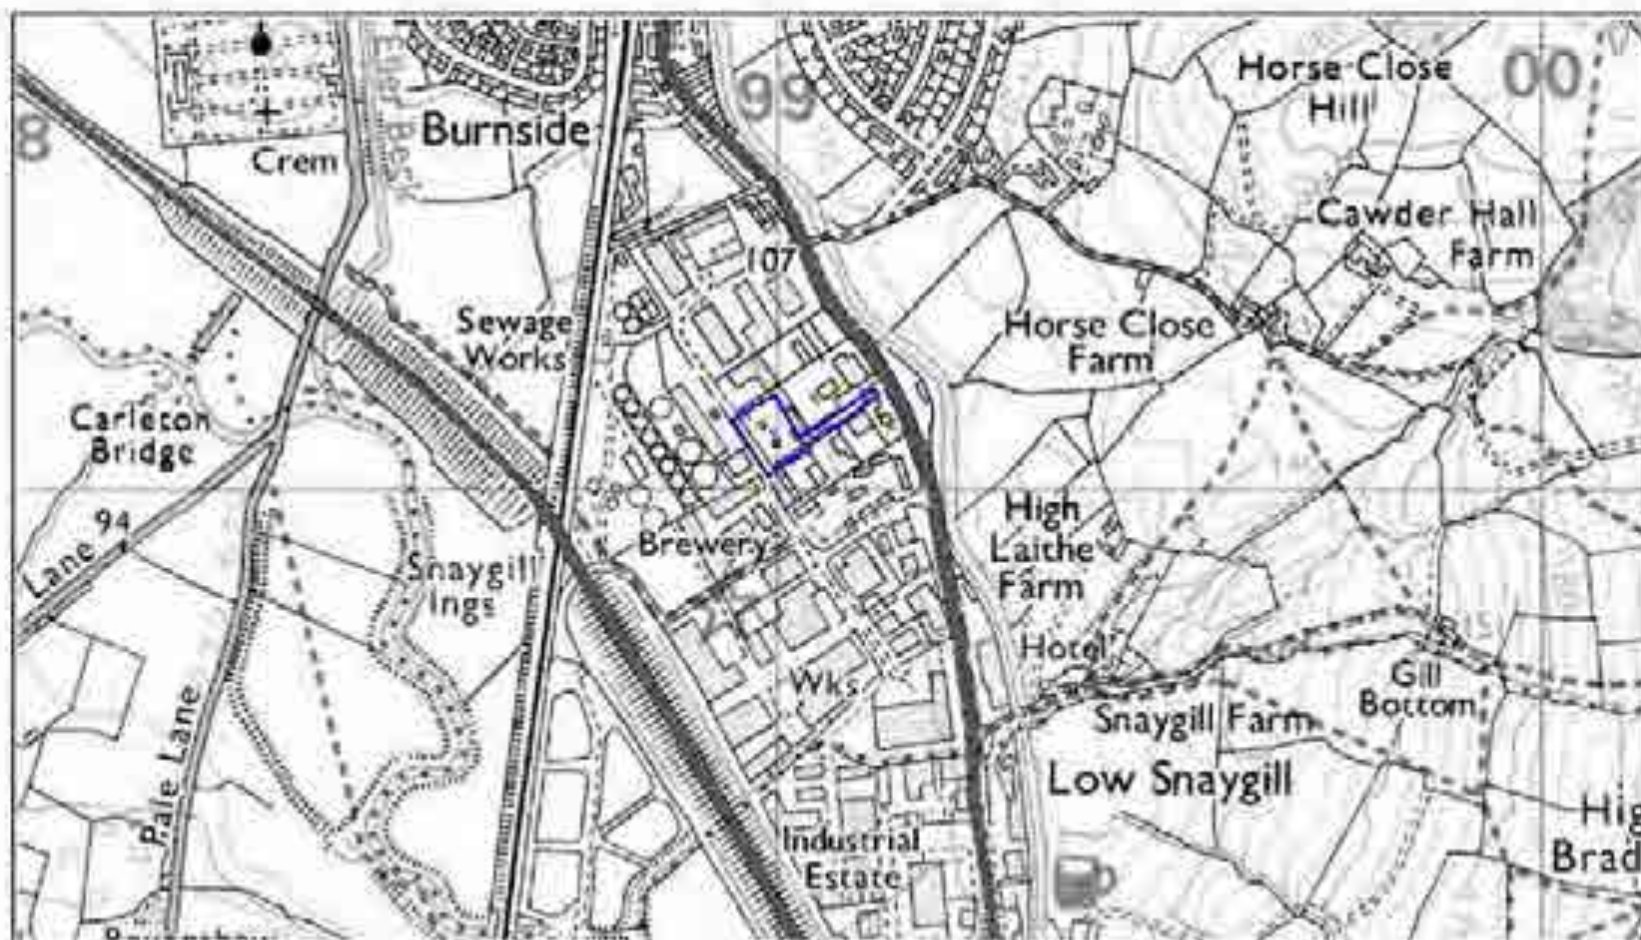 Horse Close
Hill
00
99
8
Burnside
Crem
Cawder Hall
Farm
107
Sewage
Works
Horse Close
Farm
Carleton
Bridge
High
Laithe
Farm
94
Lane
Brewery
Snaygill
Ings
Hotel
Wks
Gill
Bottom
Snaygill Farm
Pale Lane
Low Snaygill
Industrial
Estate
Hig
Brad